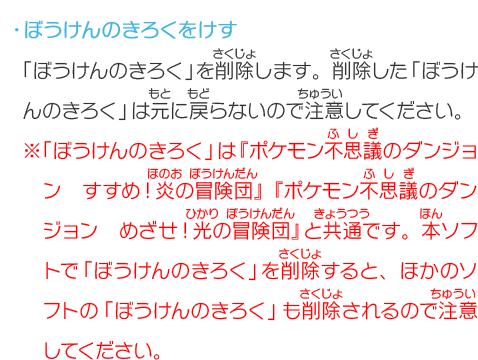 ・ぼうけんのきろくをけす
さくじょ さくじょ
「ぼうけんのきろく」を削除します。削除した「ぼうけ
もと もど ちゅうい
んのきろく」は元に戻らないので注意してください。
ふしぎ
※「ぼうけんのきろく」は『ポケモン不思議のダンジョ
ほのお ぼうけんだん ふしぎ
ン すすめ！炎の冒険団』『ポケモン不思議のダン
ひかり ぼうけんだん きょうつう ほん
ジョン めざせ！光の冒険団』と共通です。本ソフ
さくじょ
トで「ぼうけんのきろく」を削除すると、ほかのソ
さくじょ ちゅうい
フトの「ぼうけんのきろく」も削除されるので注意
してください。